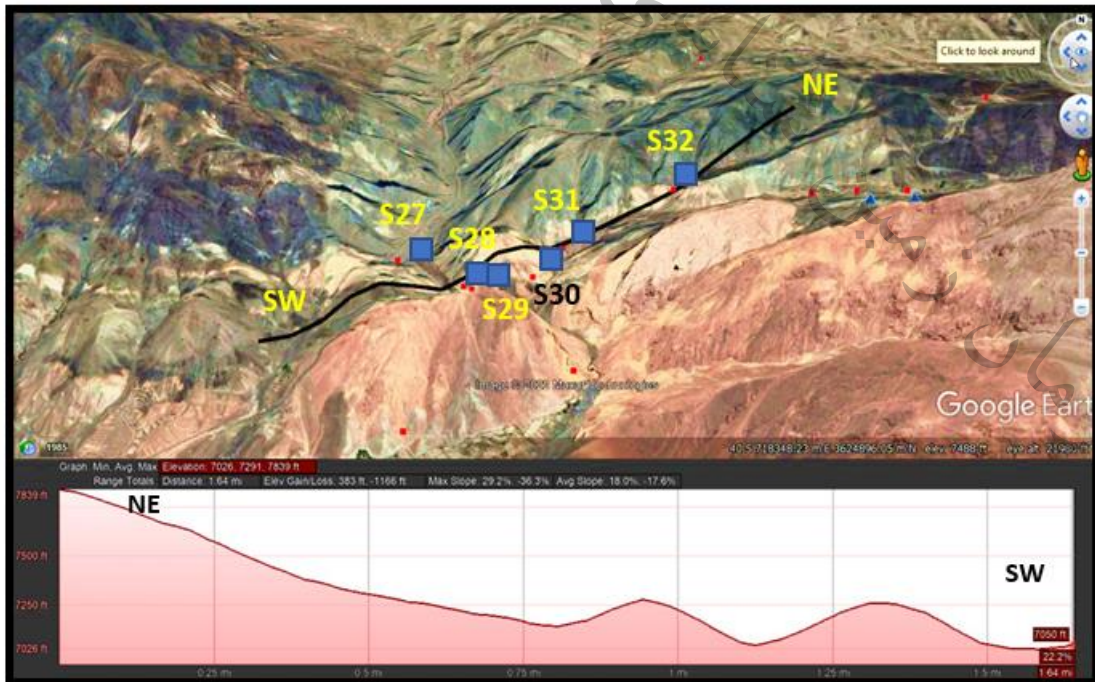 N
Click to look around
NE
S32
S31
S27
S28
S30
SW
S29
Google Eart
1985
Graph: Min, Avg, Max Elevation: 7026, 7291, 7839 ft
Range Totals: Distance: 1.64 mi Elev Gain/Loss: 383 ft, -1166 ft Max Slope: 29.2%, -36.3% Avg Slope: 18.0%, -17.6%
7839 ft
NE
7500 ft
SW
7250 ft
7050 ft
7026 ft
22.2%
0.25 mi 0.5 mi 0.75 mi 1 mi 1.25 mi 1.5 mi 1.64 mi